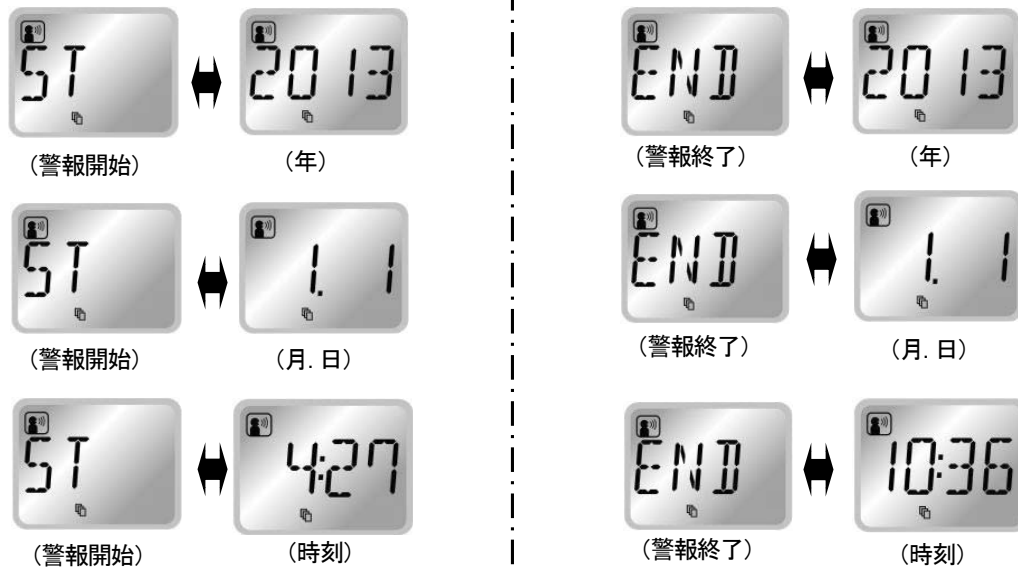 ST 2013
(警報開始) (年)
ST 1. 1
(警報開始) (月. 日)
ST 4:27
(警報開始) (時刻)
END 2013
(警報終了) (年)
END 1. 1
(警報終了) (月. 日)
END 10:36
(警報終了) (時刻)